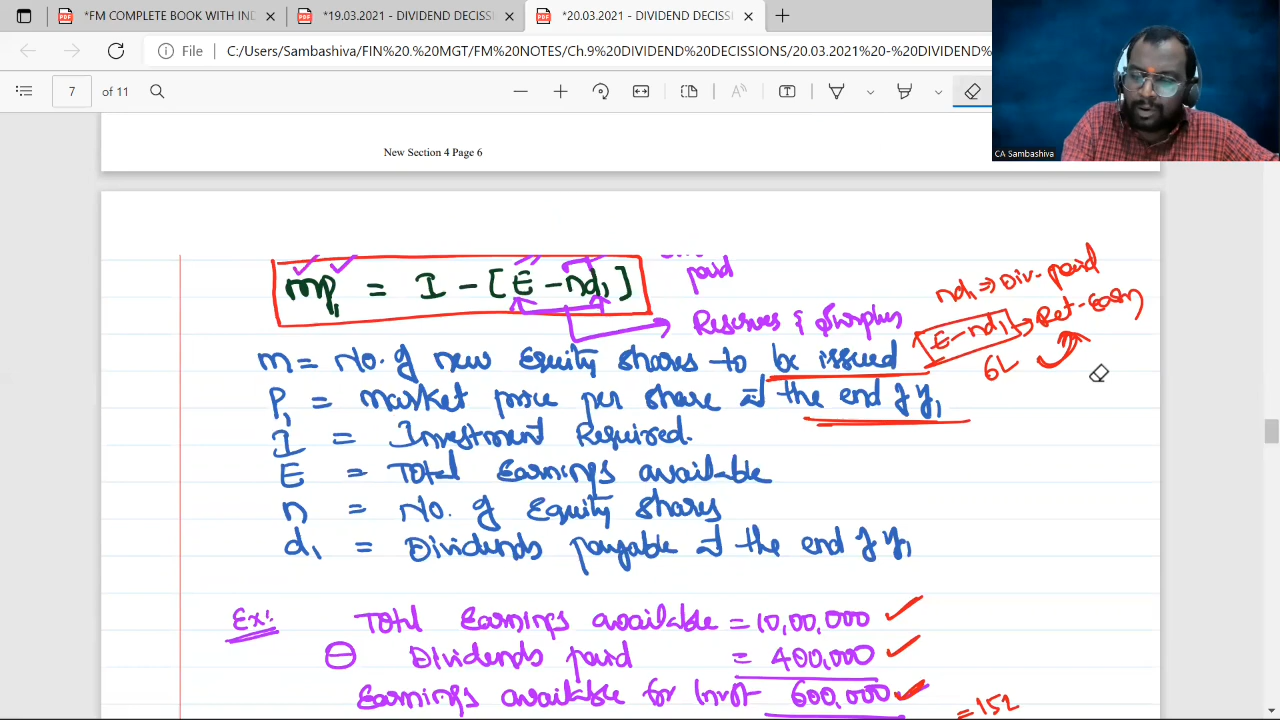 *FM COMPLETE BOOK WITH IND
*19.03.2021 - DIVIDEND DECISS
*20.03.2021 - DIVIDEND DECISS
File C:/Users/Sambashiva/FIN%20.%20MGT/FM%20NOTES/Ch.9%20DIVIDEND%20DECISSIONS/20.03.2021%20-%20DIVIDEND%
7 of 11
CA Sambashiva
New Section 4 Page 6
paid
mp1 = I - [E - nd1]
nd1 ⇒ Div. paid
Reserves & Surplus
E-nd1 → Ret. Earn
6L
m = No. of new Equity shares to be issued
P1 = market price per share at the end of y1
I = Investment Required.
E = Total Earnings available
n = No. of Equity shares
d1 = Dividends payable at the end of y1
Ex: Total Earnings available = 10,00,000
⊖ Dividends paid = 400,000
Earnings available for Invst 600,000
= 152